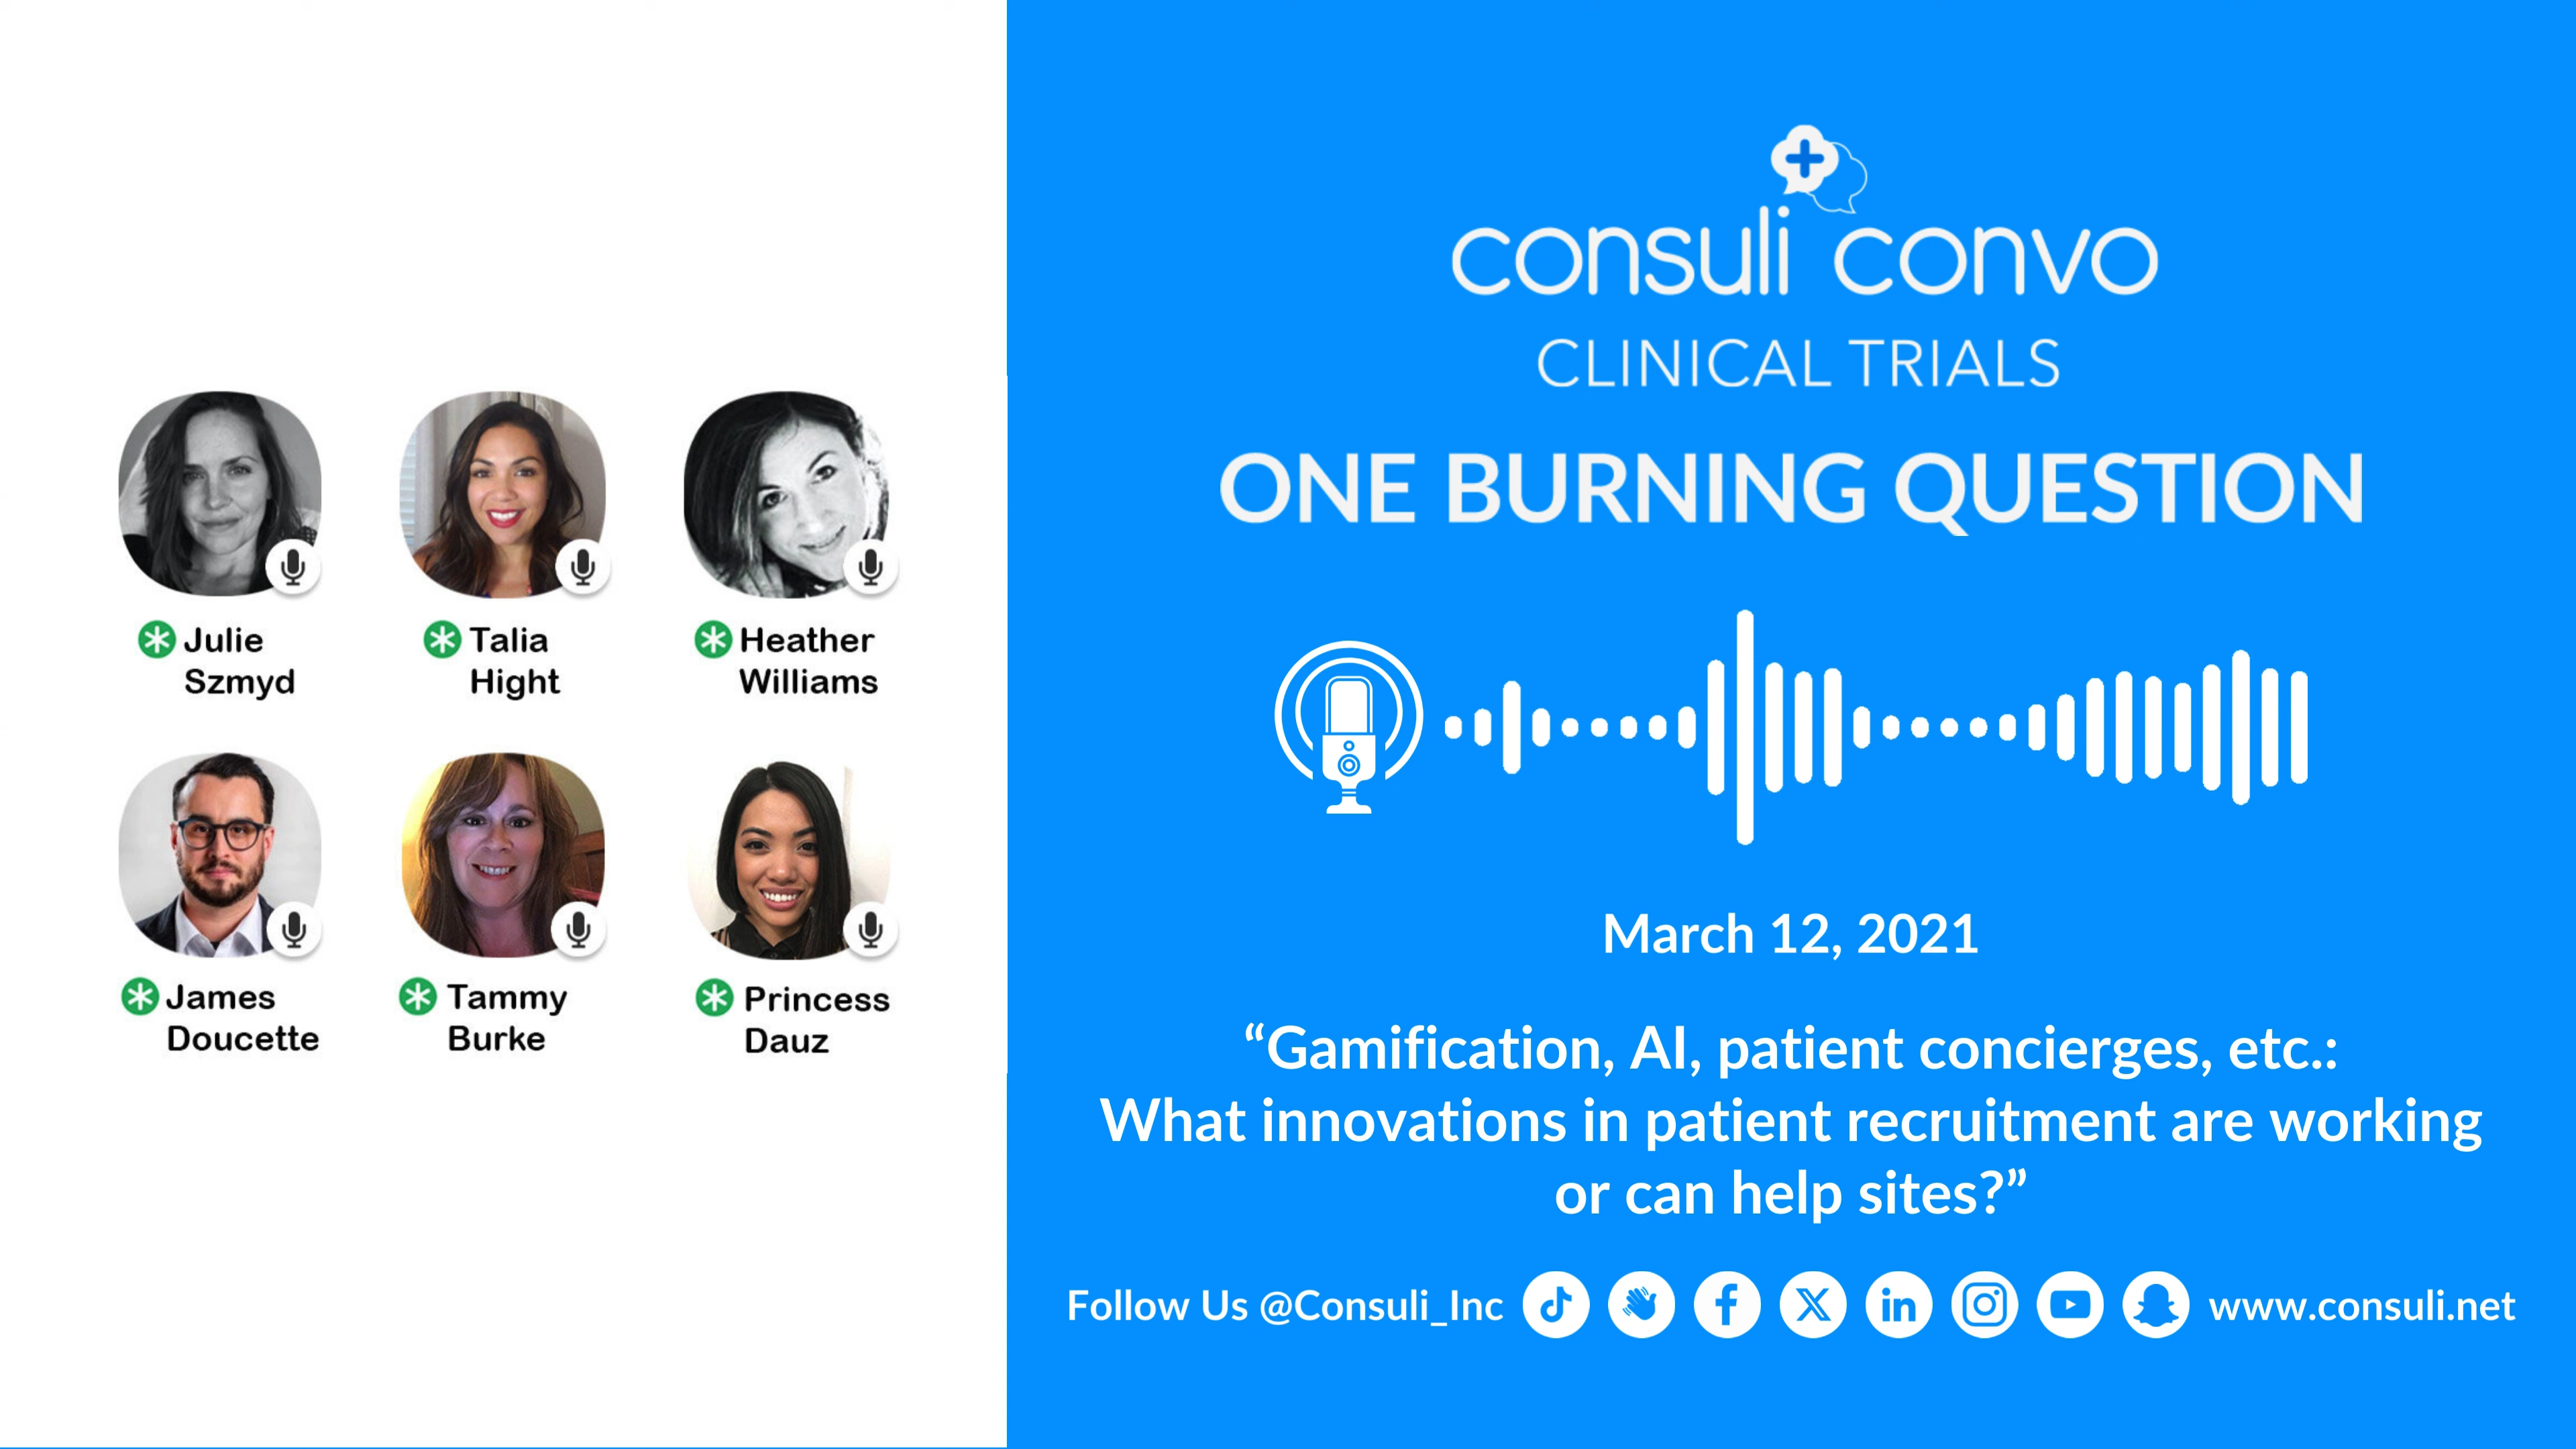 Julie
Szmyd
Talia
Hight
Heather
Williams
James
Doucette
Tammy
Burke
Princess
Dauz
consuli convo
CLINICAL TRIALS
ONE BURNING QUESTION
March 12, 2021
“Gamification, AI, patient concierges, etc.:
What innovations in patient recruitment are working
or can help sites?”
Follow Us @Consuli_Inc
www.consuli.net